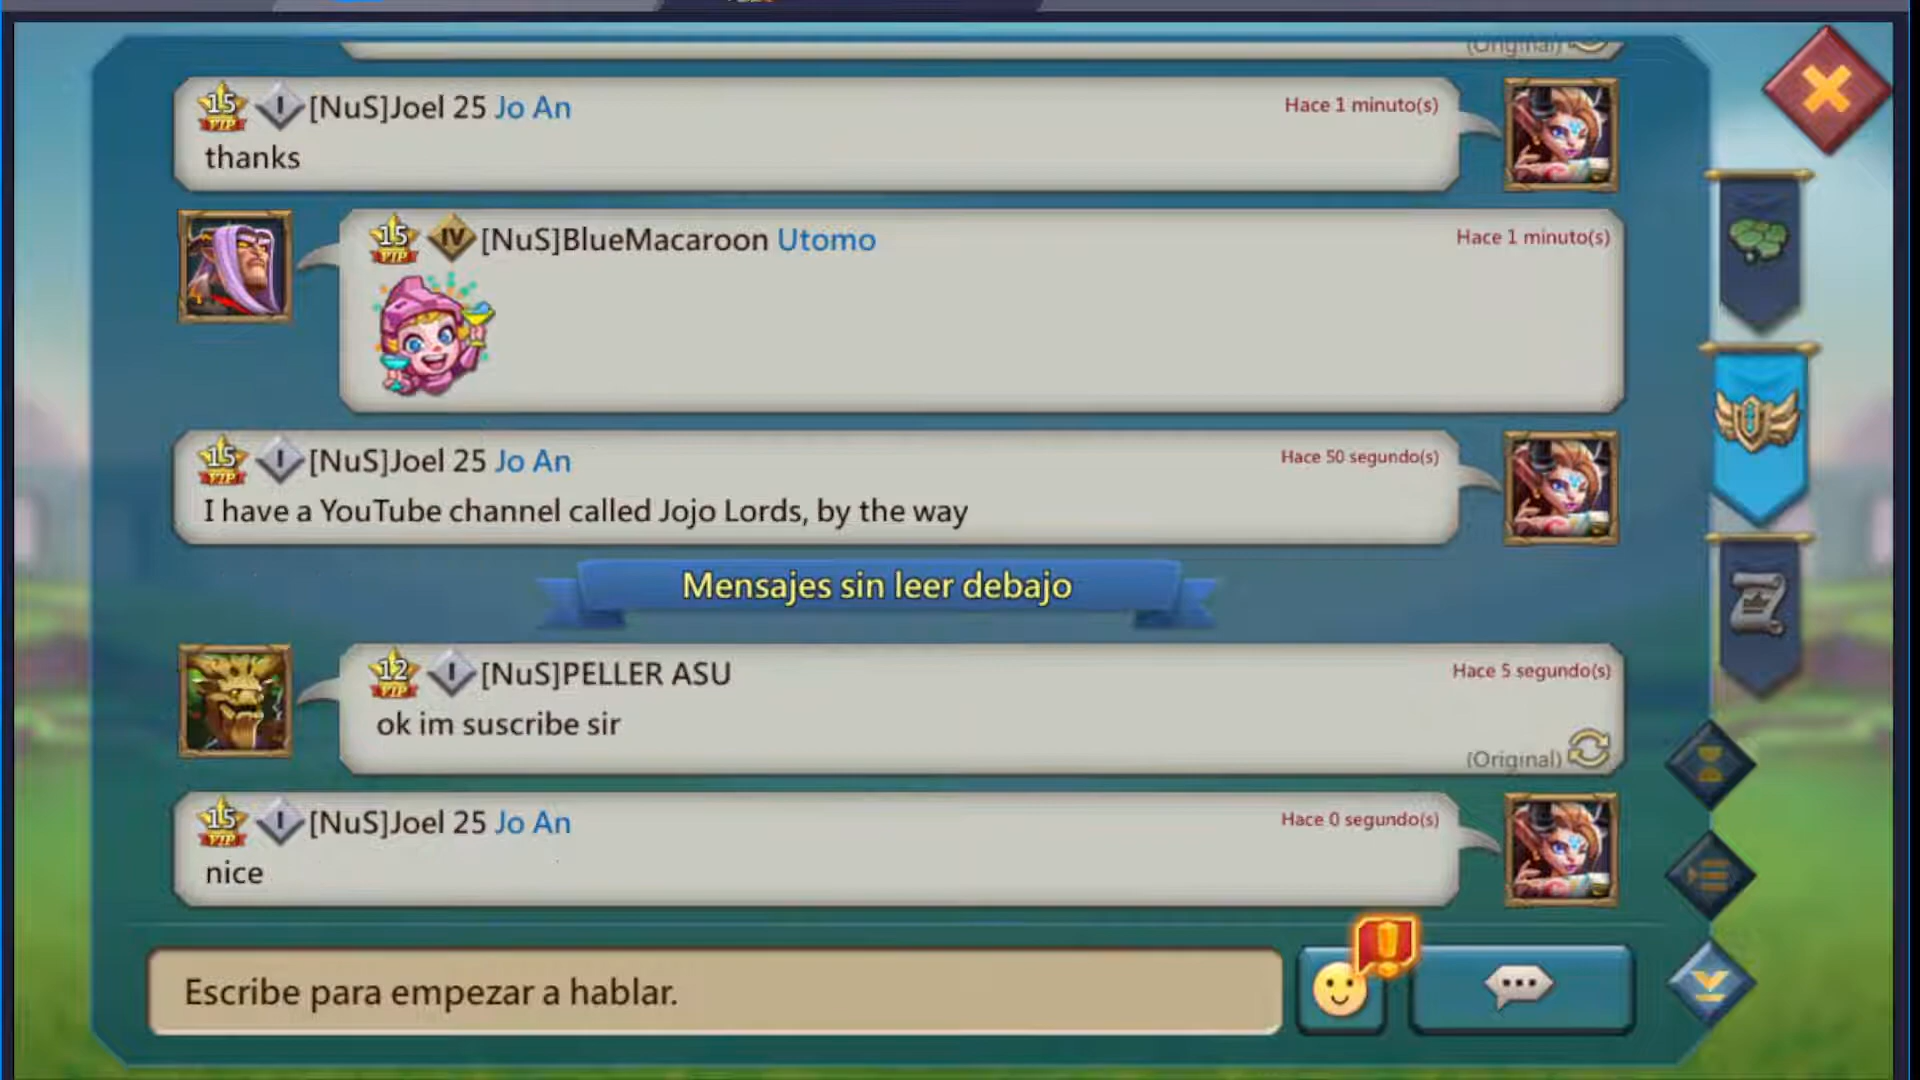 (Original)
15 VIP I [NuS]Joel 25 Jo An Hace 1 minuto(s)
thanks
15 VIP IV [NuS]BlueMacaroon Utomo Hace 1 minuto(s)
15 VIP I [NuS]Joel 25 Jo An Hace 50 segundo(s)
I have a YouTube channel called Jojo Lords, by the way
Mensajes sin leer debajo
12 VIP I [NuS]PELLER ASU Hace 5 segundo(s)
ok im suscribe sir
(Original)
15 VIP I [NuS]Joel 25 Jo An Hace 0 segundo(s)
nice
Escribe para empezar a hablar.